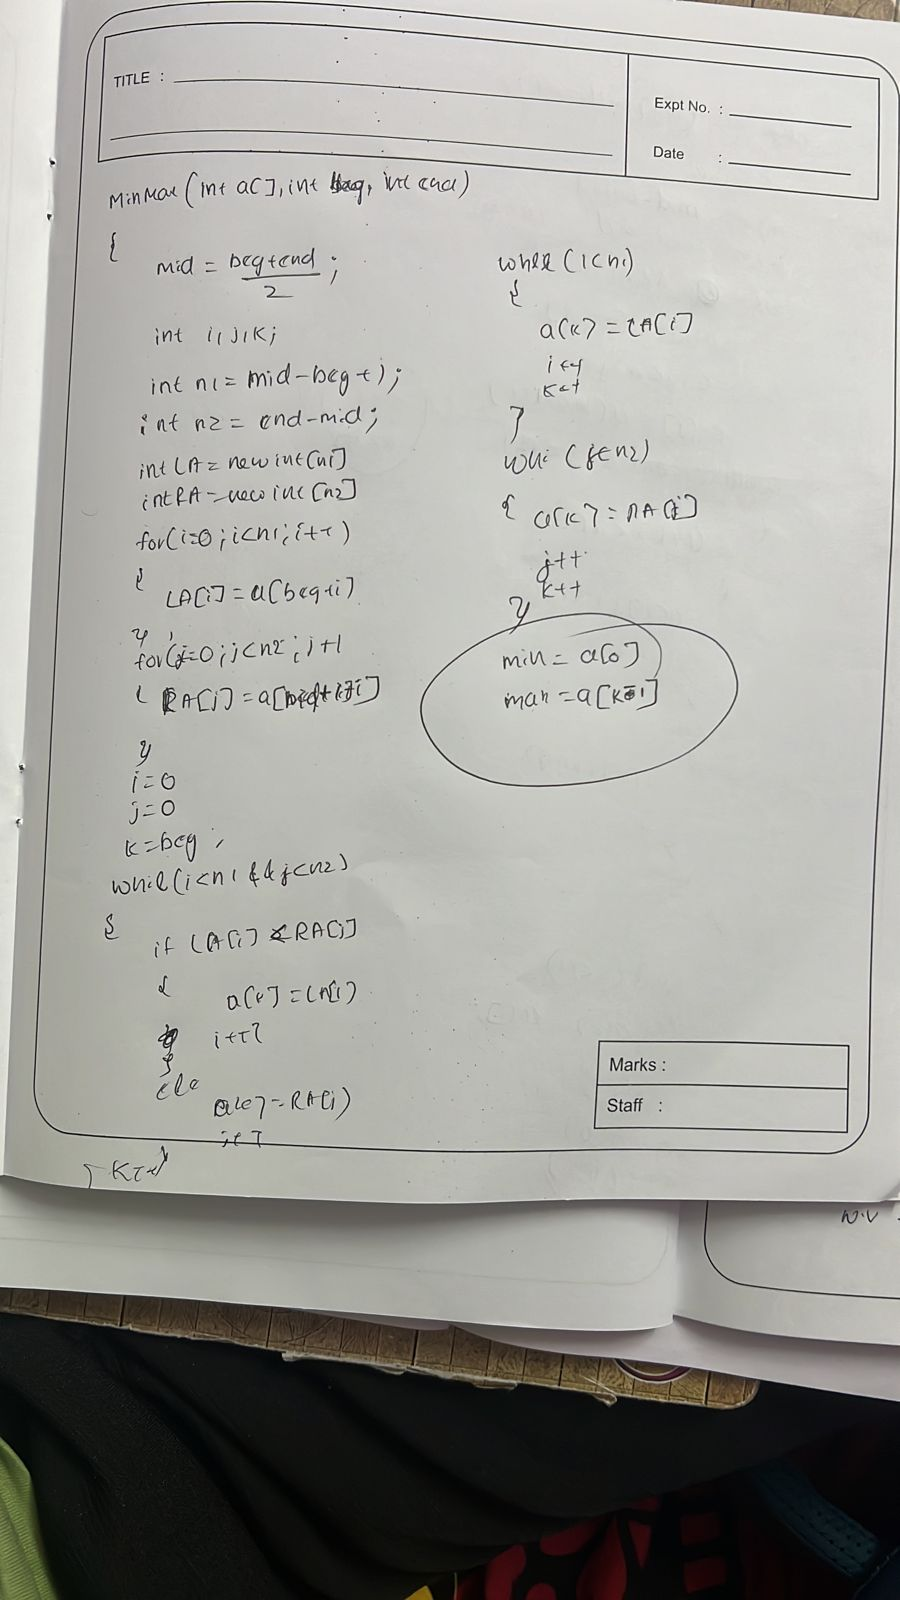 TITLE :
Expt No. :
Date :
MinMax (int a[], int beg, int end)
{
mid = beg+end / 2 ;
int i, j, k;
int n1 = mid-beg+1;
int n2 = end-mid;
int LA = new int[n1]
int RA = new int [n2]
for(i=0; i<n1; i++)
{
LA[i] = a[beg+i]
}
for(j=0; j<n2; j+1
{ RA[j] = a[
}
i=0
j=0
k=beg ;
while(i<n1 && j<n2)
{
if LA[i] < RA[j]
{
a[k] = LA[i]
i++
}
else
a[k] = RA[j]
j++
} k++
while (i<n1)
{
a[k] = LA[i]
i++
k++
}
whi (j<n2)
{ a[k] = RA[j]
j++
k++
}
min = a[0]
max = a[k-1]
Marks :
Staff :
N.V